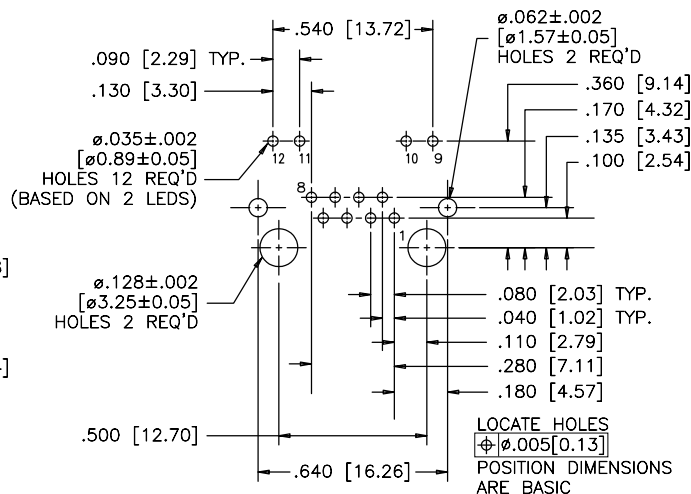 .540 [13.72]
ø.062±.002
[ø1.57±0.05]
HOLES 2 REQ'D
.090 [2.29] TYP.
.130 [3.30]
.360 [9.14]
.170 [4.32]
.135 [3.43]
.100 [2.54]
ø.035±.002
[ø0.89±0.05]
HOLES 12 REQ'D
(BASED ON 2 LEDS)
12 11 10 9
8
1
ø.128±.002
[ø3.25±0.05]
HOLES 2 REQ'D
.080 [2.03] TYP.
.040 [1.02] TYP.
.110 [2.79]
.280 [7.11]
.180 [4.57]
.500 [12.70]
.640 [16.26]
LOCATE HOLES
⌖ ø.005[0.13]
POSITION DIMENSIONS
ARE BASIC